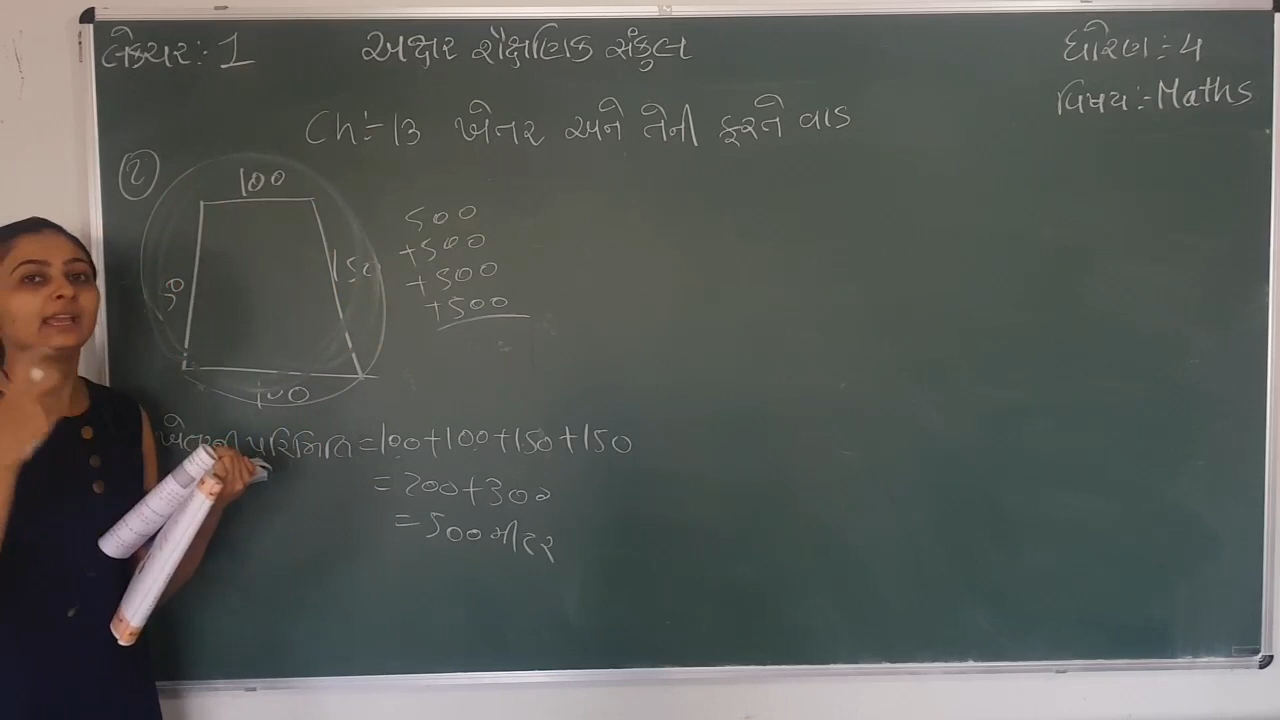 લેક્ચર:- 1
અક્ષર શૈક્ષણિક સંકુલ
ધોરણ:- 4
વિષય:- Maths
Ch:- 13 ખેતર અને તેની ફરતે વાડ
2
100
500
+500
+500
+500
150
50
100
ખેતરની પરિમિતિ = 100+100+150+150
= 200+300
= 500 મીટર